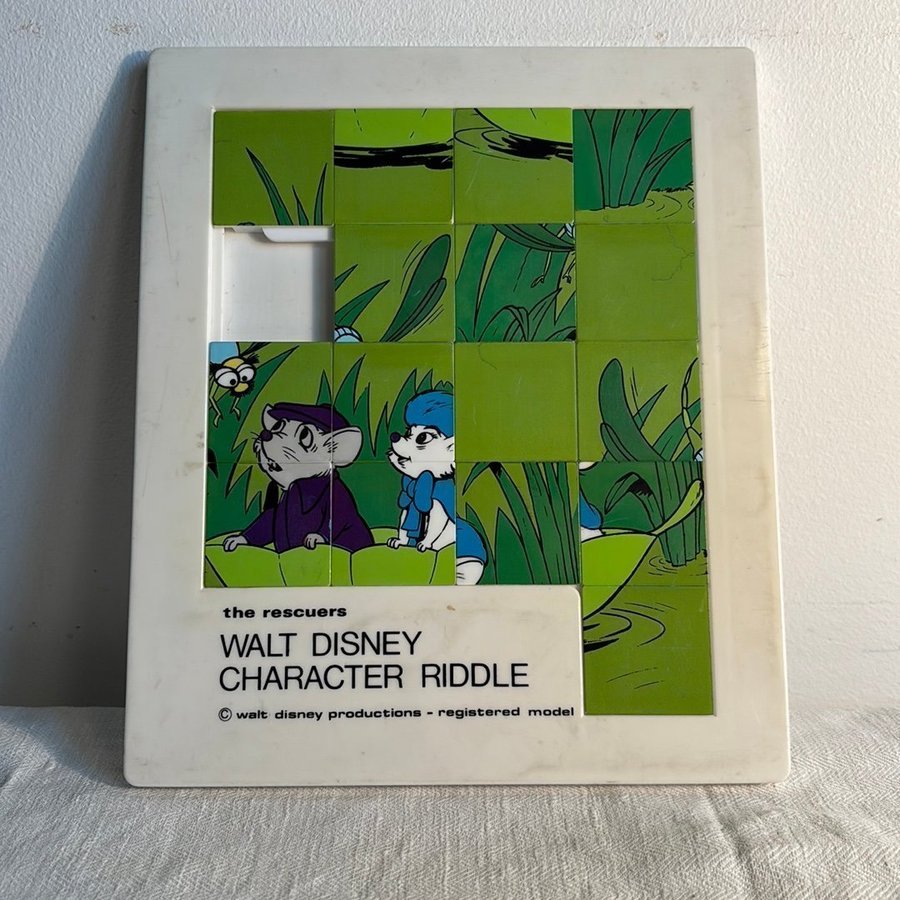 the rescuers
WALT DISNEY
CHARACTER RIDDLE
© walt disney productions - registered model